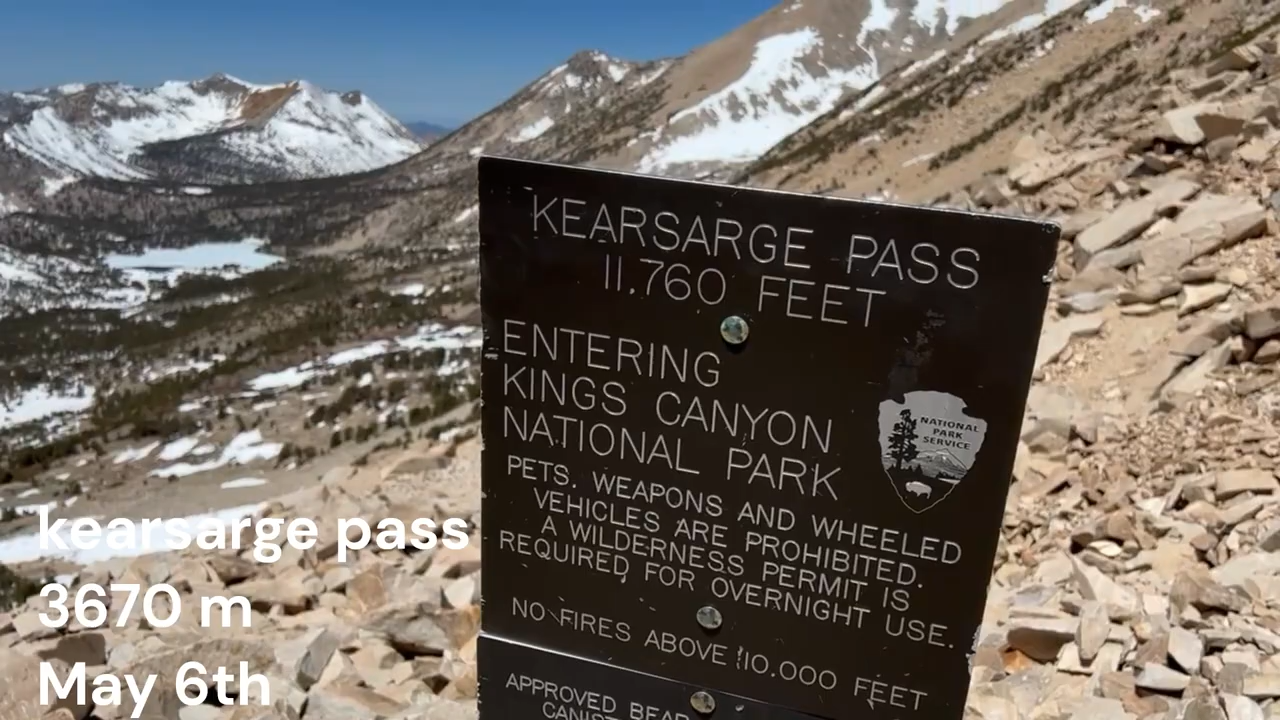 KEARSARGE PASS
11,760 FEET
ENTERING
KINGS CANYON
NATIONAL PARK
NATIONAL
PARK
SERVICE
PETS. WEAPONS AND WHEELED
VEHICLES ARE PROHIBITED.
A WILDERNESS PERMIT IS
REQUIRED FOR OVERNIGHT USE.
NO FIRES ABOVE 10,000 FEET
APPROVED BEAR
kearsarge pass
3670 m
May 6th